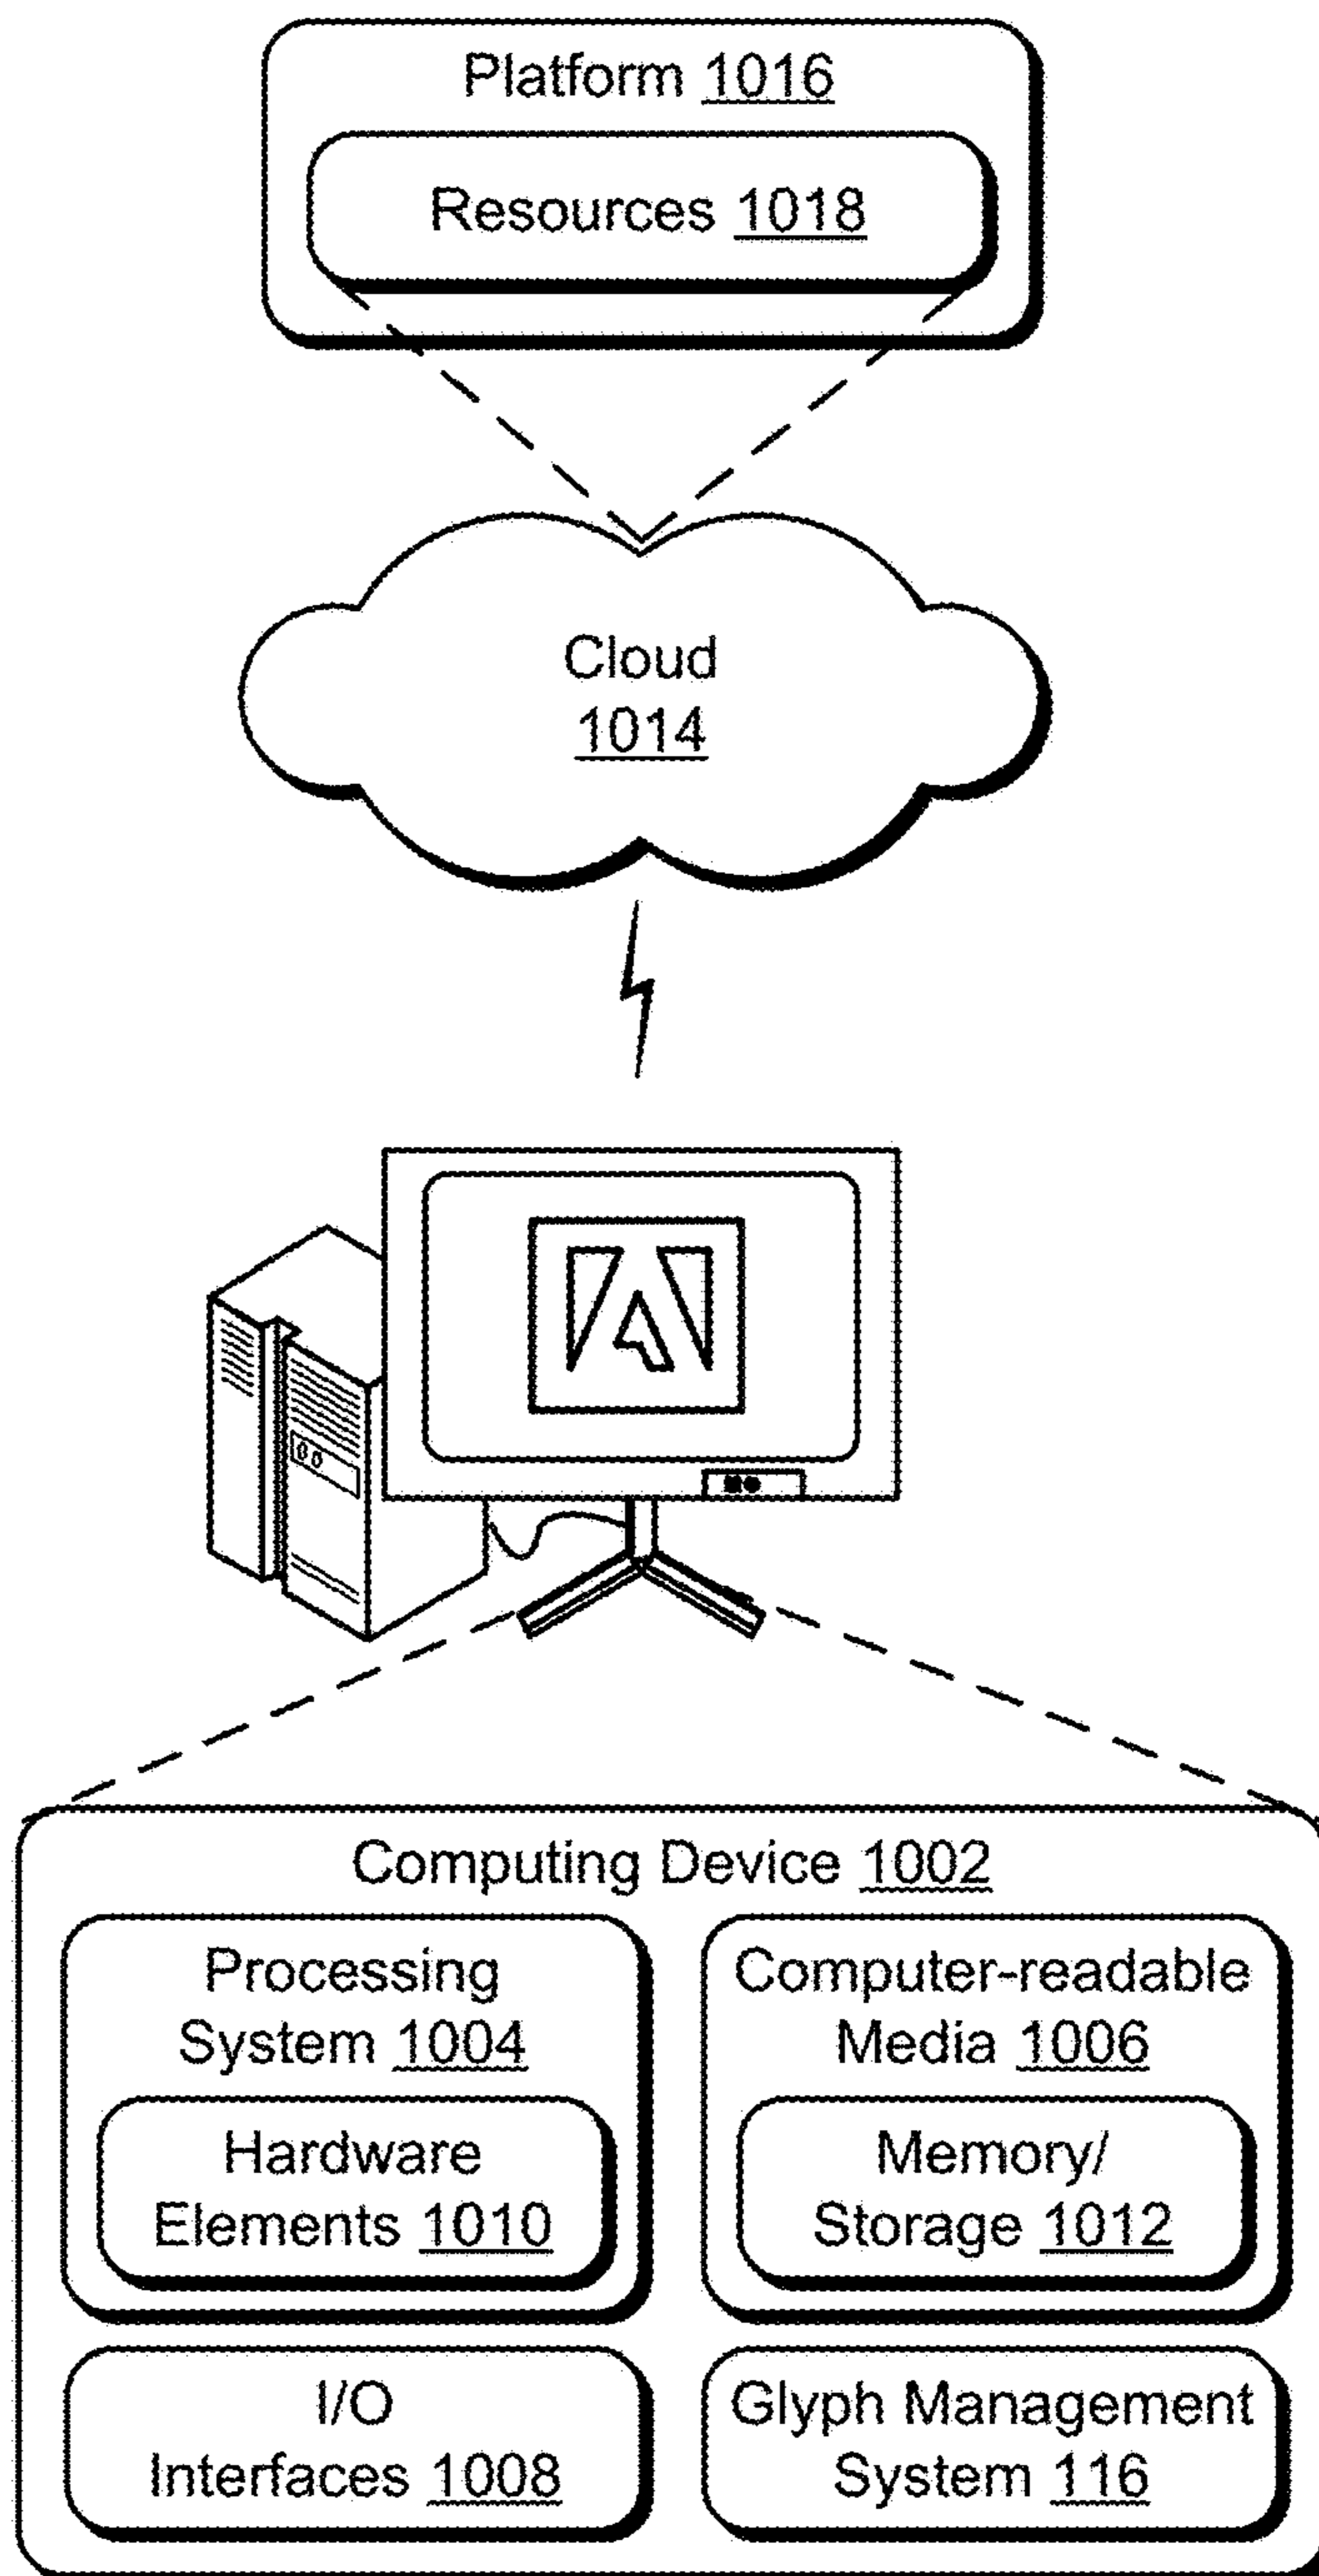 Platform 1016
Resources 1018
Cloud
1014
Computing Device 1002
Processing
System 1004
Hardware
Elements 1010
Computer-readable
Media 1006
Memory/
Storage 1012
I/O
Interfaces 1008
Glyph Management
System 116